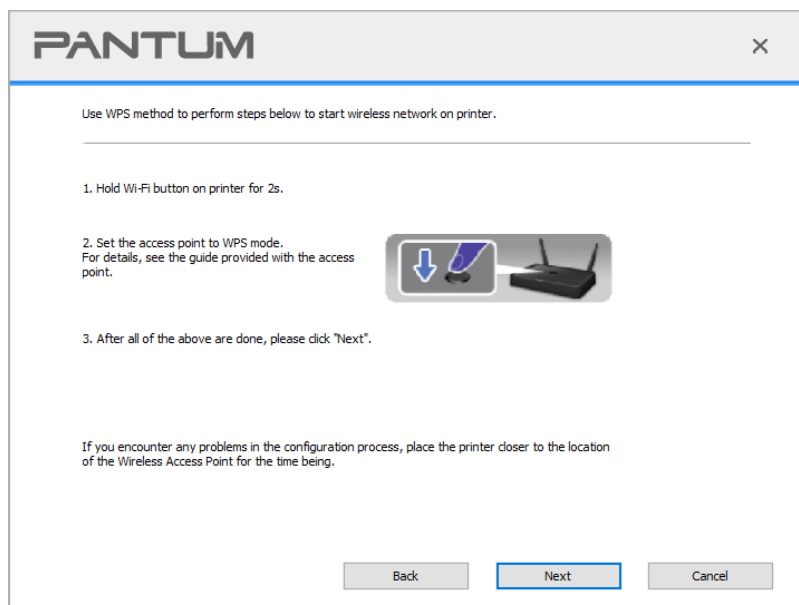 PANTUM
Use WPS method to perform steps below to start wireless network on printer.
1. Hold Wi-Fi button on printer for 2s.
2. Set the access point to WPS mode.
For details, see the guide provided with the access
point.
3. After all of the above are done, please click "Next".
If you encounter any problems in the configuration process, place the printer closer to the location
of the Wireless Access Point for the time being.
Back
Next
Cancel